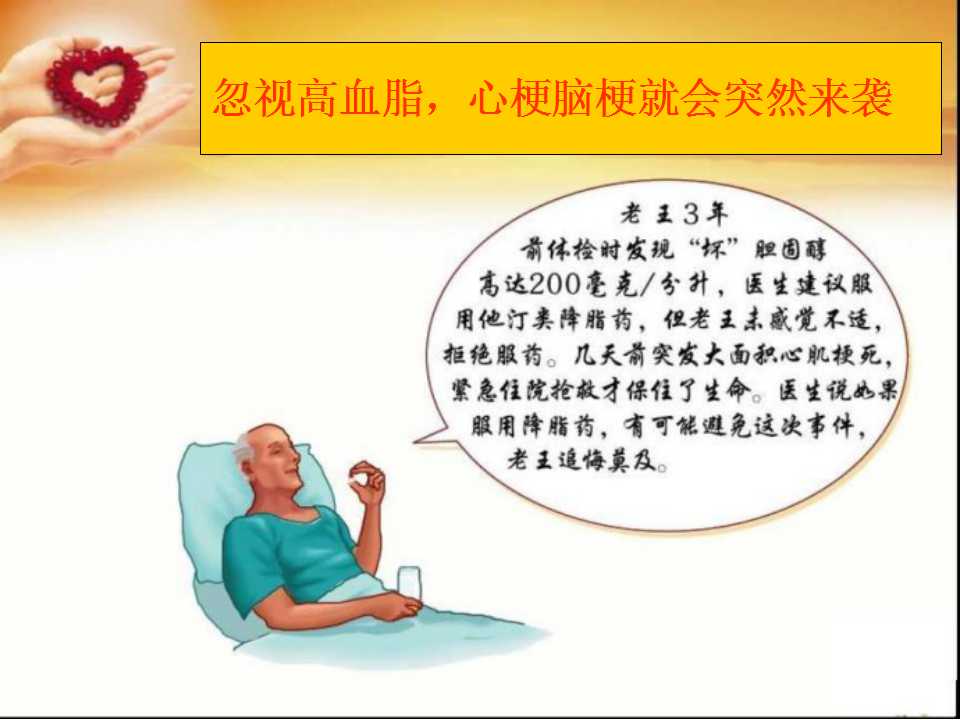 忽视高血脂，心梗脑梗就会突然来袭
老王3年
前体检时发现“坏”胆固醇
高达200毫克/分升，医生建议服
用他汀类降脂药，但老王未感觉不适，
拒绝服药。几天前突发大面积心肌梗死，
紧急住院抢救才保住了生命。医生说如果
服用降脂药，有可能避免这次事件，
老王追悔莫及。